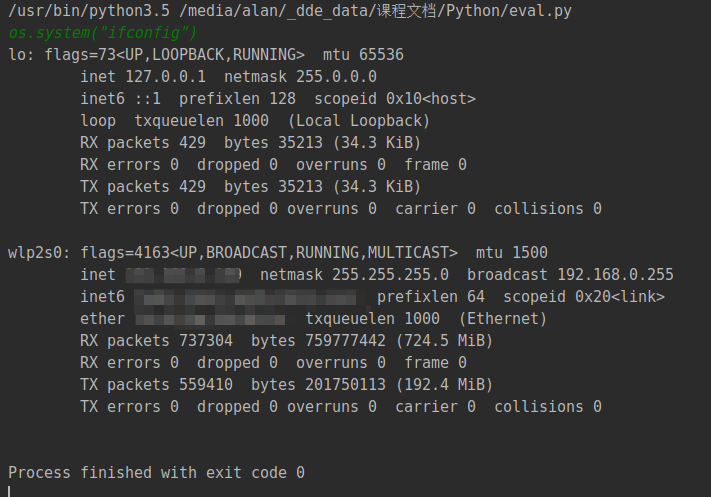 /usr/bin/python3.5 /media/alan/_dde_data/课程文档/Python/eval.py
os.system("ifconfig")
lo: flags=73<UP,LOOPBACK,RUNNING>  mtu 65536
        inet 127.0.0.1  netmask 255.0.0.0
        inet6 ::1  prefixlen 128  scopeid 0x10<host>
        loop  txqueuelen 1000  (Local Loopback)
        RX packets 429  bytes 35213 (34.3 KiB)
        RX errors 0  dropped 0  overruns 0  frame 0
        TX packets 429  bytes 35213 (34.3 KiB)
        TX errors 0  dropped 0 overruns 0  carrier 0  collisions 0
wlp2s0: flags=4163<UP,BROADCAST,RUNNING,MULTICAST>  mtu 1500
        inet  netmask 255.255.255.0  broadcast 192.168.0.255
        inet6  prefixlen 64  scopeid 0x20<link>
        ether  txqueuelen 1000  (Ethernet)
        RX packets 737304  bytes 759777442 (724.5 MiB)
        RX errors 0  dropped 0  overruns 0  frame 0
        TX packets 559410  bytes 201750113 (192.4 MiB)
        TX errors 0  dropped 0 overruns 0  carrier 0  collisions 0
Process finished with exit code 0